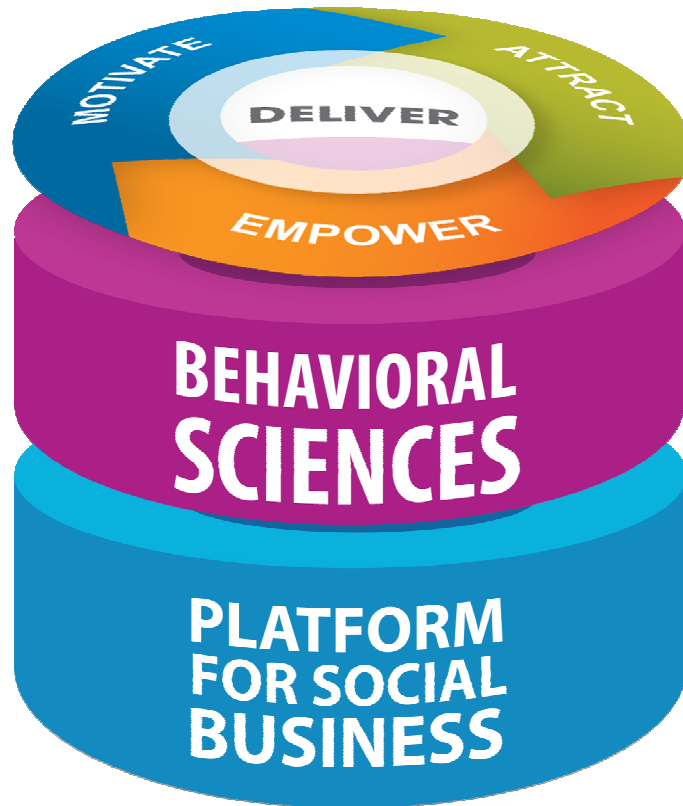 MOTIVATE
ATTRACT
DELIVER
EMPOWER
BEHAVIORAL
SCIENCES
PLATFORM
FOR SOCIAL
BUSINESS